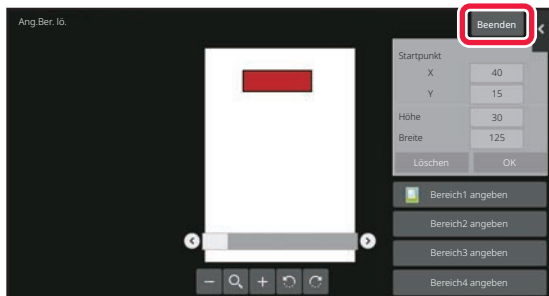 Ang.Ber. lö.
Beenden
Startpunkt
X 40
Y 15
Höhe 30
Breite 125
Löschen OK
Bereich1 angeben
Bereich2 angeben
Bereich3 angeben
Bereich4 angeben